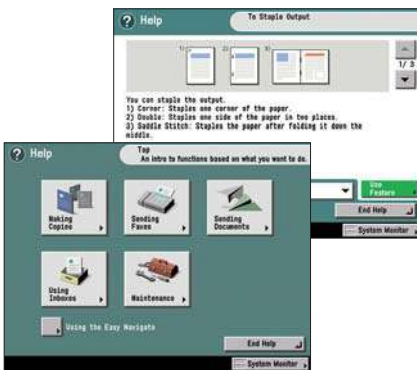 ? Help
To Staple Output
1) 2) 3)
1/ 3
You can staple the output.
1) Corner: Staples one corner of the paper.
2) Double: Staples one side of the paper in two places.
3) Saddle Stitch: Staples the paper after folding it down the
middle.
Use
Feature
End Help
System Monitor
? Help
Top
An intro to functions based on what you want to do.
Making
Copies
Sending
Faxes
Sending
Documents
Using
Inboxes
Maintenance
Using the Easy Navigate
End Help
System Monitor